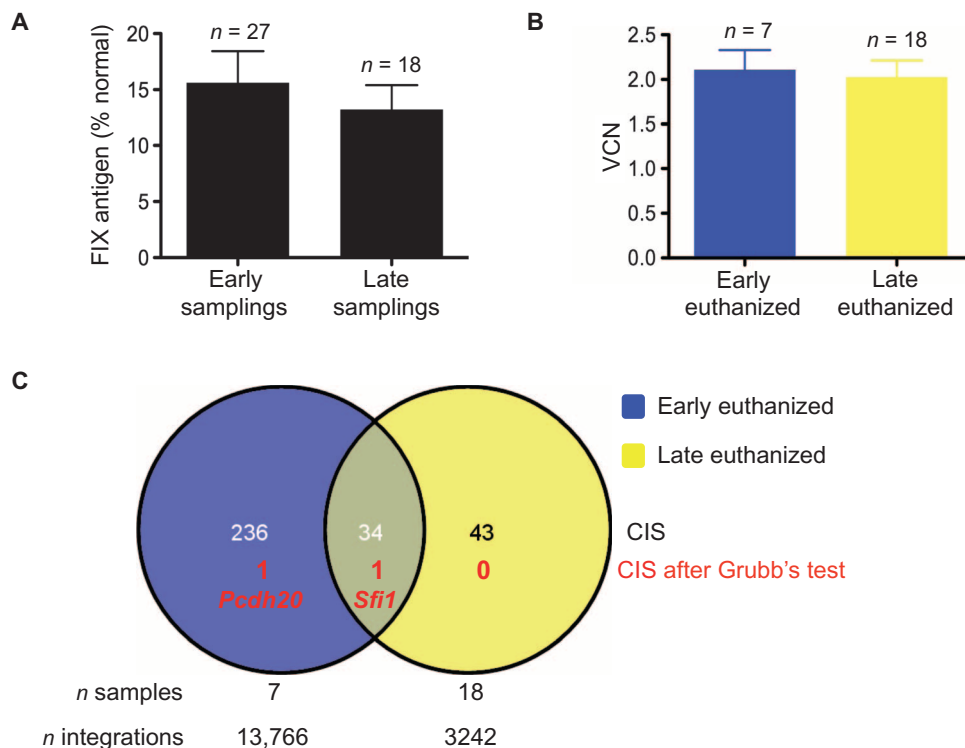 A
FIX antigen (% normal)
20
15
10
5
0
n = 27
n = 18
Early
samplings
Late
samplings
B
VCN
2.5
2.0
1.5
1.0
0.5
0.0
n = 7
n = 18
Early
euthanized
Late
euthanized
C
Early euthanized
Late euthanized
236 34 43 CIS
1 1 0 CIS after Grubb's test
Pcdh20 Sfi1
n samples 7 18
n integrations 13,766 3242